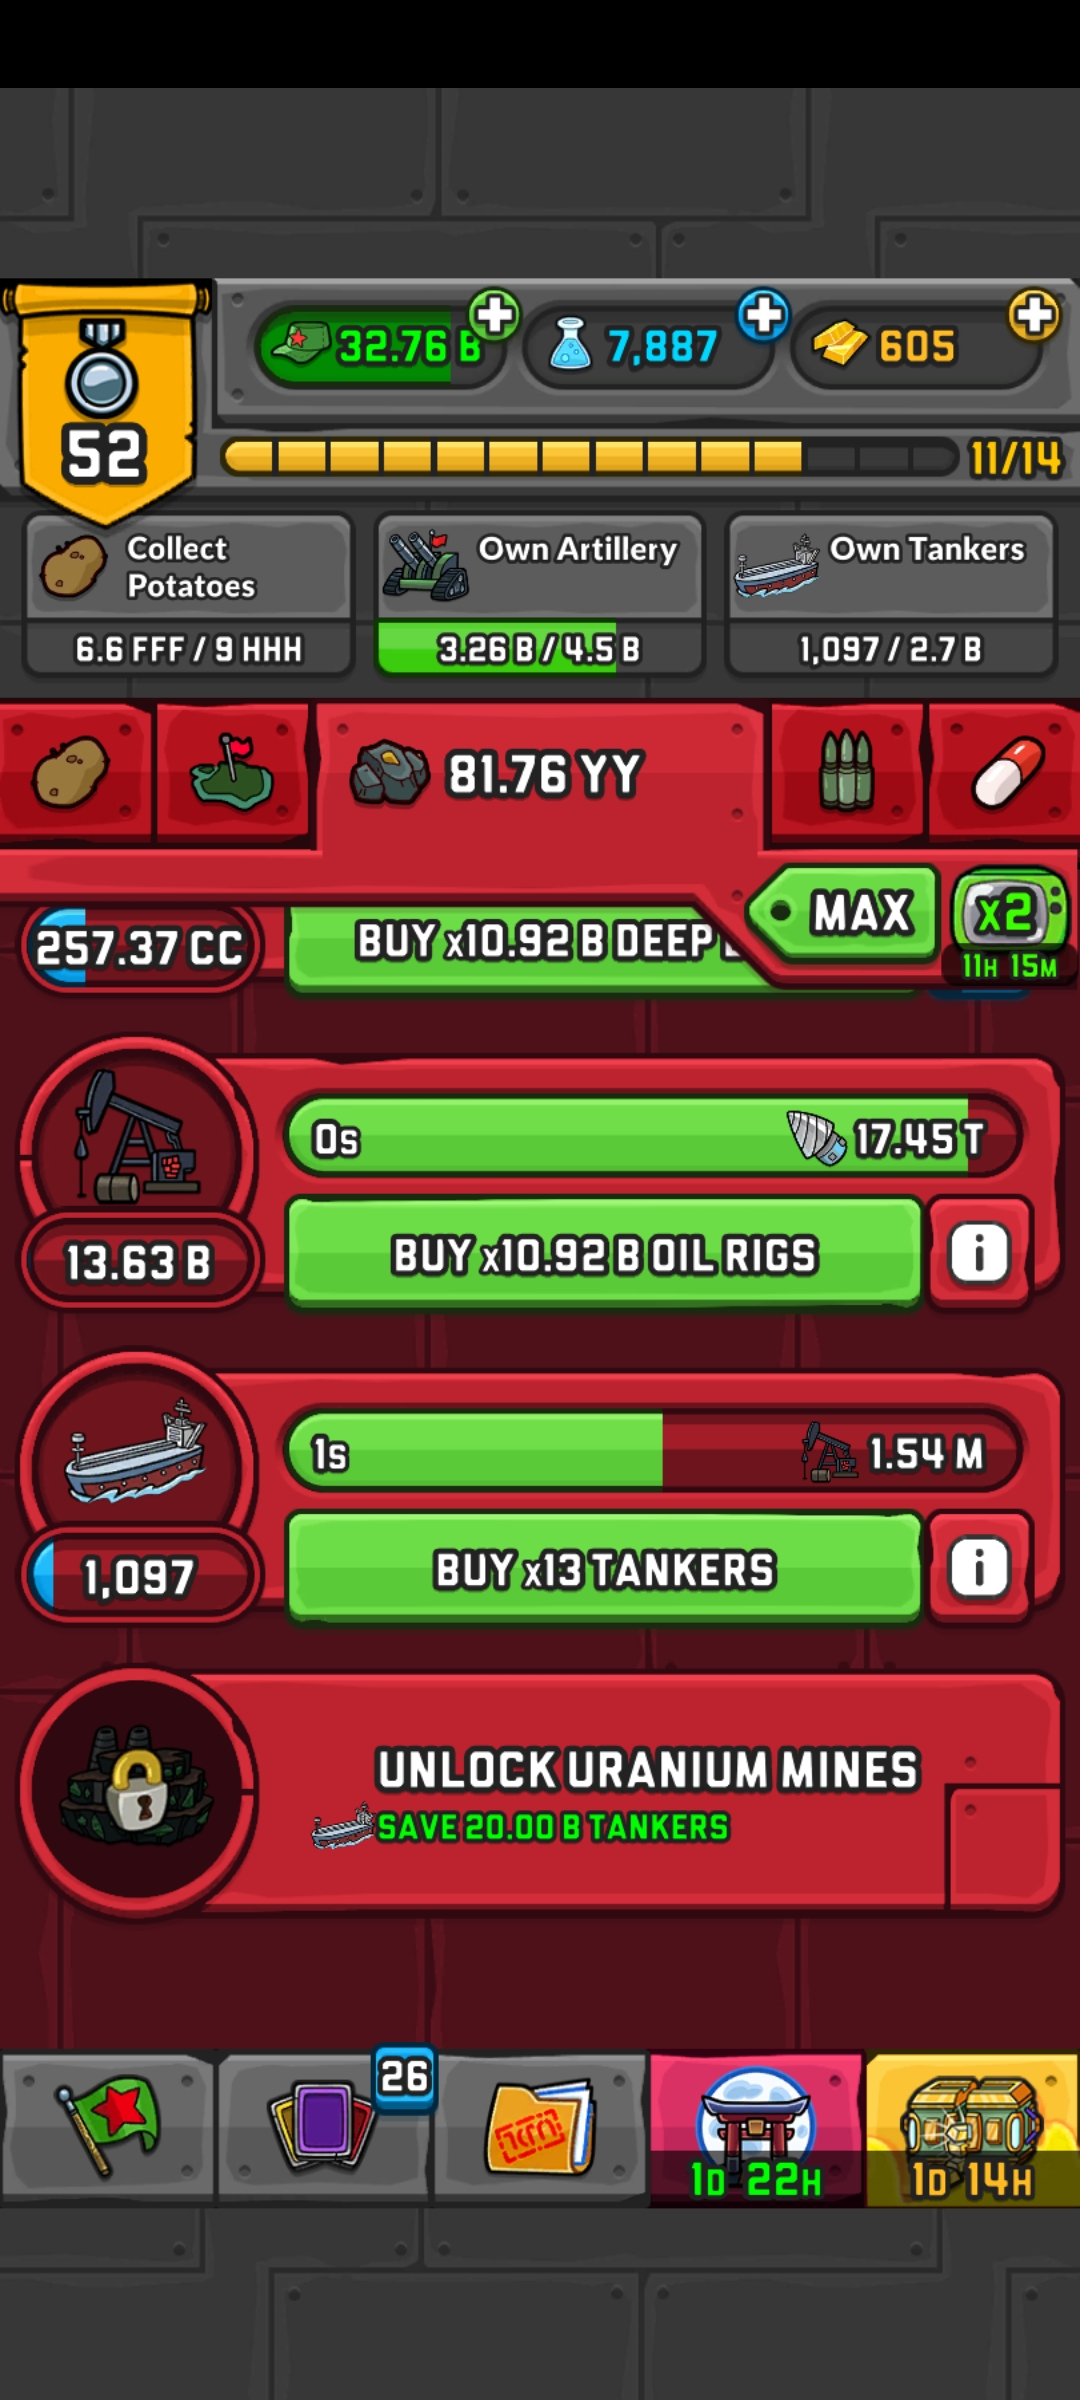 32.76 B
7,887
605
52
11/14
Collect
Potatoes
6.6 FFF / 9 HHH
Own Artillery
3.26 B / 4.5 B
Own Tankers
1,097 / 2.7 B
81.76 YY
MAX
x2
11H 15M
257.37 CC
BUY x10.92 B DEEP
0s
17.45 T
13.63 B
BUY x10.92 B OIL RIGS
i
1s
1.54 M
1,097
BUY x13 TANKERS
i
UNLOCK URANIUM MINES
SAVE 20.00 B TANKERS
26
1D 22H
1D 14H